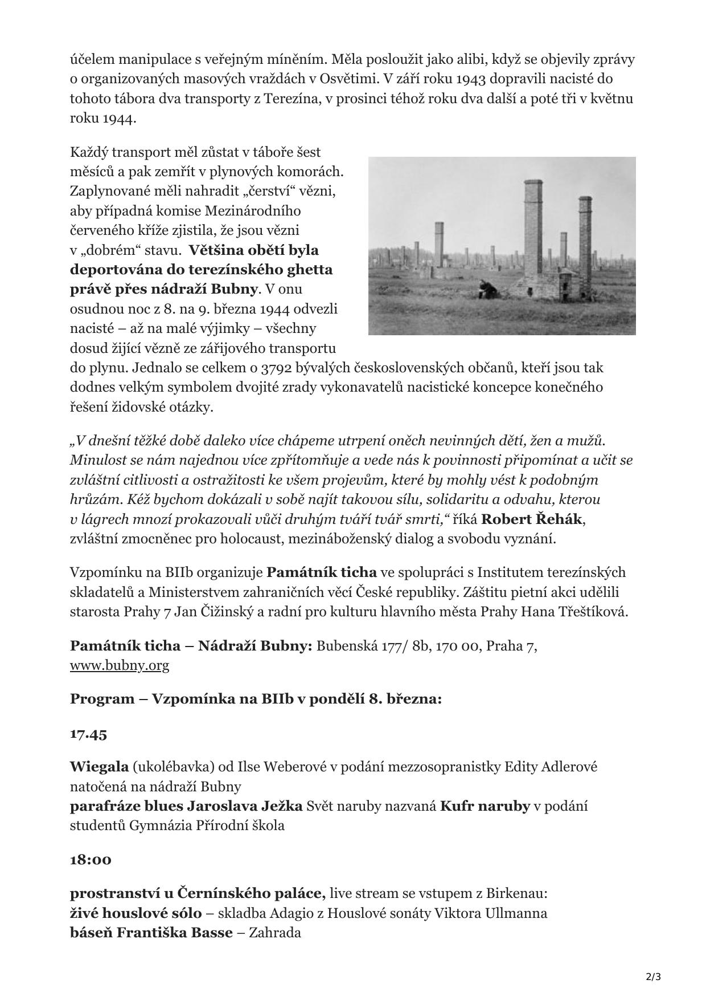 účelem manipulace s veřejným míněním. Měla posloužit jako alibi, když se objevily zprávy
o organizovaných masových vraždách v Osvětimi. V září roku 1943 dopravili nacisté do
tohoto tábora dva transporty z Terezína, v prosinci téhož roku dva další a poté tři v květnu
roku 1944.
Každý transport měl zůstat v táboře šest
měsíců a pak zemřít v plynových komorách.
Zaplynované měli nahradit „čerství“ vězni,
aby případná komise Mezinárodního
červeného kříže zjistila, že jsou vězni
v „dobrém“ stavu.  Většina obětí byla
deportována do terezínského ghetta
právě přes nádraží Bubny. V onu
osudnou noc z 8. na 9. března 1944 odvezli
nacisté – až na malé výjimky – všechny
dosud žijící vězně ze zářijového transportu
do plynu. Jednalo se celkem o 3792 bývalých československých občanů, kteří jsou tak
dodnes velkým symbolem dvojité zrady vykonavatelů nacistické koncepce konečného
řešení židovské otázky.
„V dnešní těžké době daleko více chápeme utrpení oněch nevinných dětí, žen a mužů.
Minulost se nám najednou více zpřítomňuje a vede nás k povinnosti připomínat a učit se
zvláštní citlivosti a ostražitosti ke všem projevům, které by mohly vést k podobným
hrůzám. Kéž bychom dokázali v sobě najít takovou sílu, solidaritu a odvahu, kterou
v lágrech mnozí prokazovali vůči druhým tváří tvář smrti,“ říká Robert Řehák,
zvláštní zmocněnec pro holocaust, mezináboženský dialog a svobodu vyznání.
Vzpomínku na BIIb organizuje Památník ticha ve spolupráci s Institutem terezínských
skladatelů a Ministerstvem zahraničních věcí České republiky. Záštitu pietní akci udělili
starosta Prahy 7 Jan Čižinský a radní pro kulturu hlavního města Prahy Hana Třeštíková.
Památník ticha – Nádraží Bubny: Bubenská 177/ 8b, 170 00, Praha 7,
www.bubny.org
Program – Vzpomínka na BIIb v pondělí 8. března:
17.45
Wiegala (ukolébavka) od Ilse Weberové v podání mezzosopranistky Edity Adlerové
natočená na nádraží Bubny
parafráze blues Jaroslava Ježka Svět naruby nazvaná Kufr naruby v podání
studentů Gymnázia Přírodní škola
18:00
prostranství u Černínského paláce, live stream se vstupem z Birkenau:
živé houslové sólo – skladba Adagio z Houslové sonáty Viktora Ullmanna
báseň Františka Basse – Zahrada
2/3